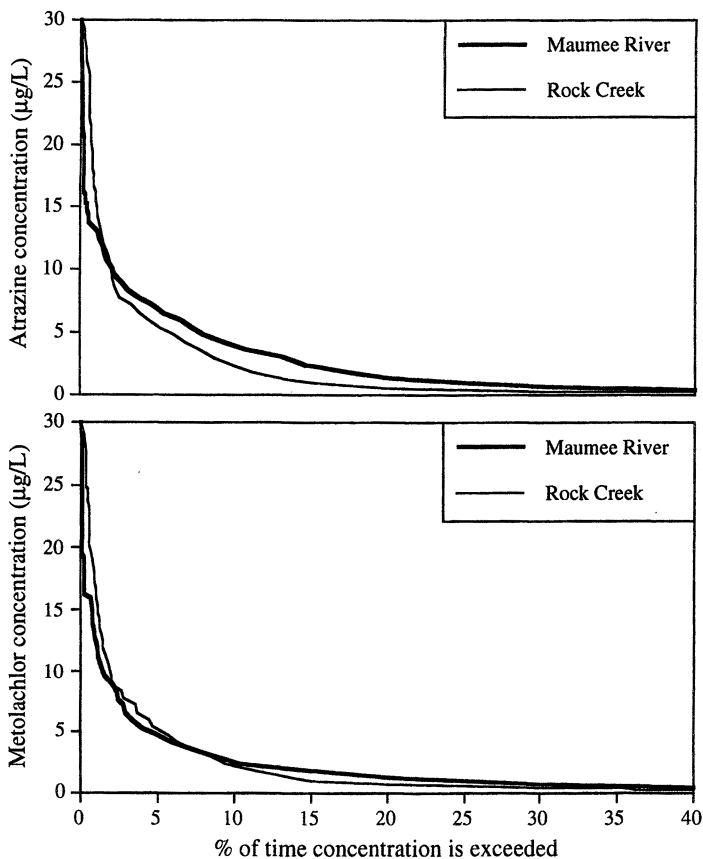 Atrazine concentration (µg/L)
30
25
20
15
10
5
0
Maumee River
Rock Creek
Metolachlor concentration (µg/L)
30
25
20
15
10
5
0
Maumee River
Rock Creek
0 5 10 15 20 25 30 35 40
% of time concentration is exceeded